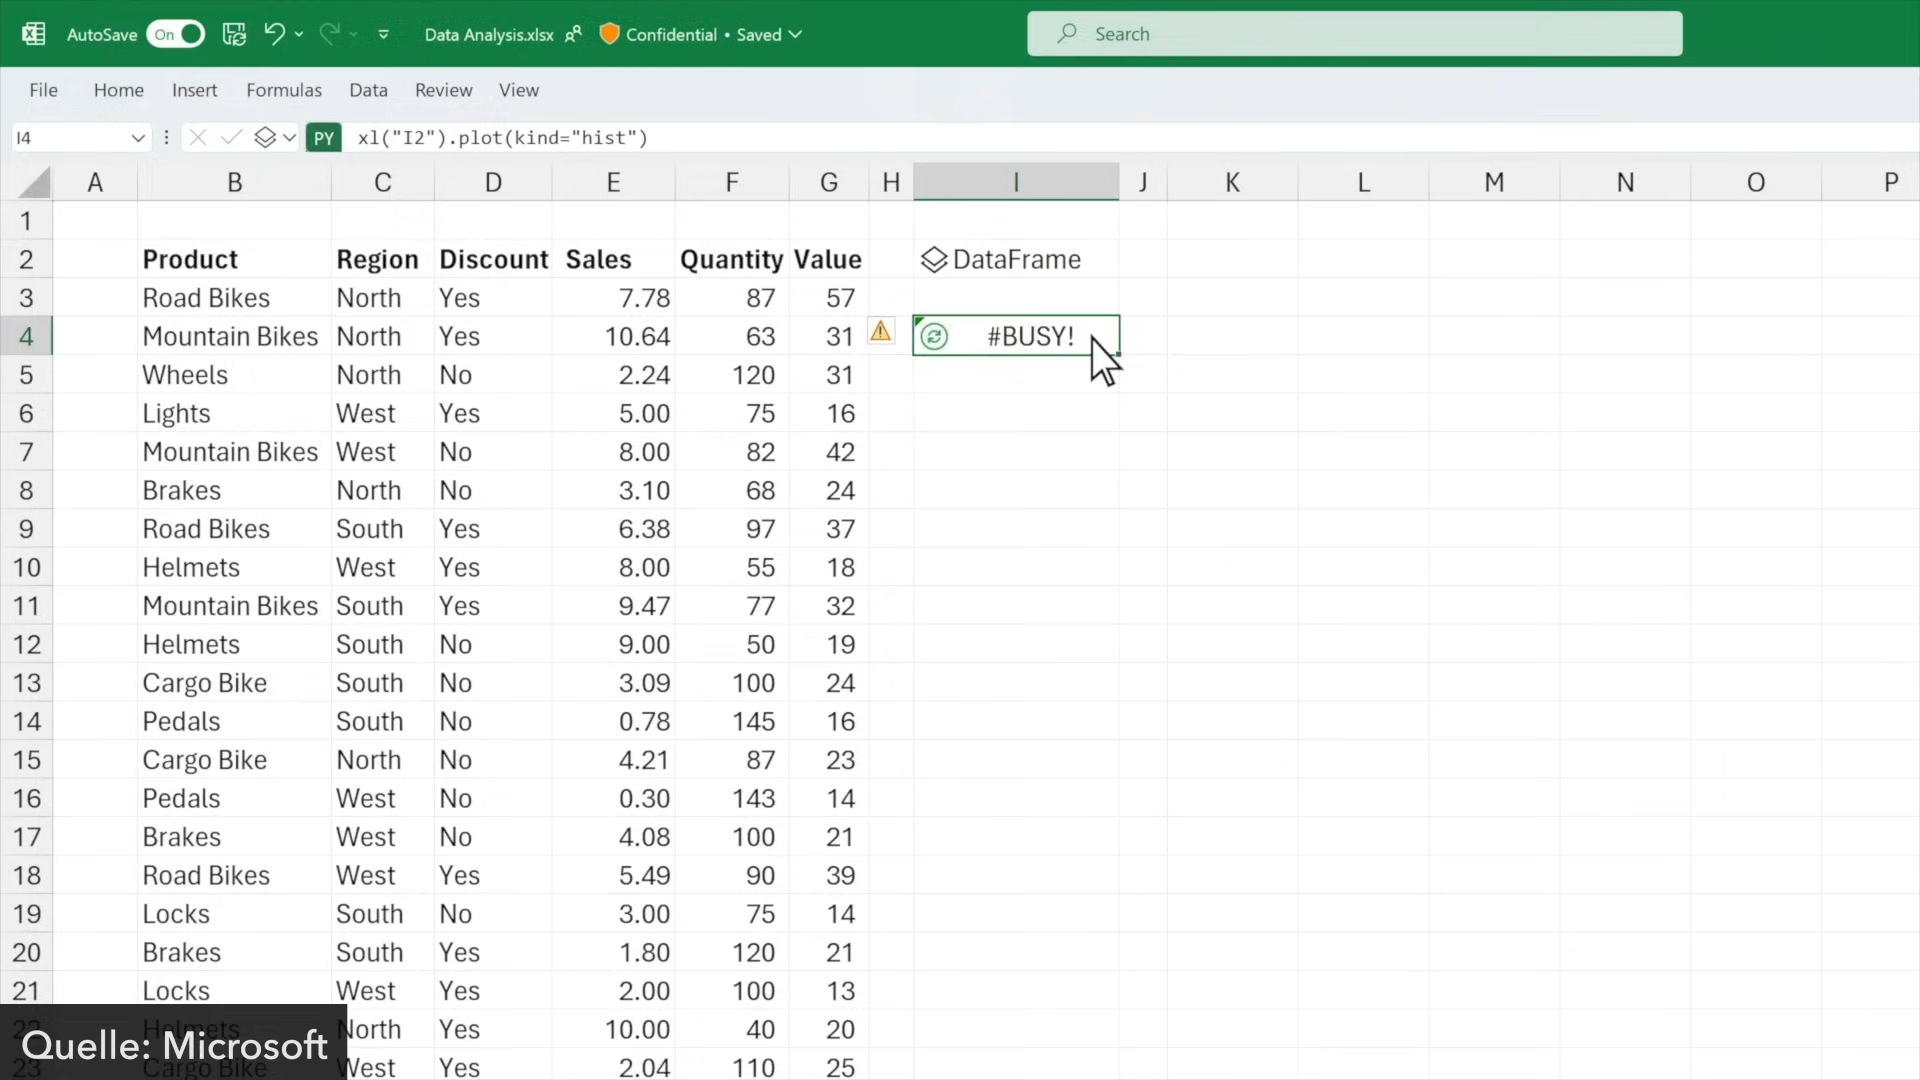 AutoSave On Data Analysis.xlsx Confidential • Saved Search
File Home Insert Formulas Data Review View
I4 PY xl("I2").plot(kind="hist")
A B C D E F G H I J K L M N O P
1
2 Product Region Discount Sales Quantity Value DataFrame
3 Road Bikes North Yes 7.78 87 57
4 Mountain Bikes North Yes 10.64 63 31 #BUSY!
5 Wheels North No 2.24 120 31
6 Lights West Yes 5.00 75 16
7 Mountain Bikes West No 8.00 82 42
8 Brakes North No 3.10 68 24
9 Road Bikes South Yes 6.38 97 37
10 Helmets West Yes 8.00 55 18
11 Mountain Bikes South Yes 9.47 77 32
12 Helmets South No 9.00 50 19
13 Cargo Bike South No 3.09 100 24
14 Pedals South No 0.78 145 16
15 Cargo Bike North No 4.21 87 23
16 Pedals West No 0.30 143 14
17 Brakes West No 4.08 100 21
18 Road Bikes West Yes 5.49 90 39
19 Locks South No 3.00 75 14
20 Brakes South Yes 1.80 120 21
21 Locks West Yes 2.00 100 13
22 Helmets North Yes 10.00 40 20
23 Cargo Bike West Yes 2.04 110 25
Quelle: Microsoft